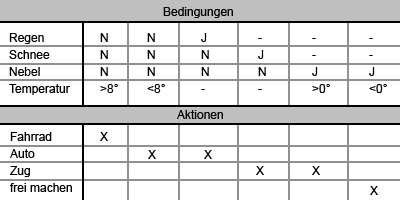 Bedingungen
Regen N N J - - -
Schnee N N N J - -
Nebel N N N N J J
Temperatur >8° <8° - - >0° <0°
Aktionen
Fahrrad X
Auto X X
Zug X X
frei machen X